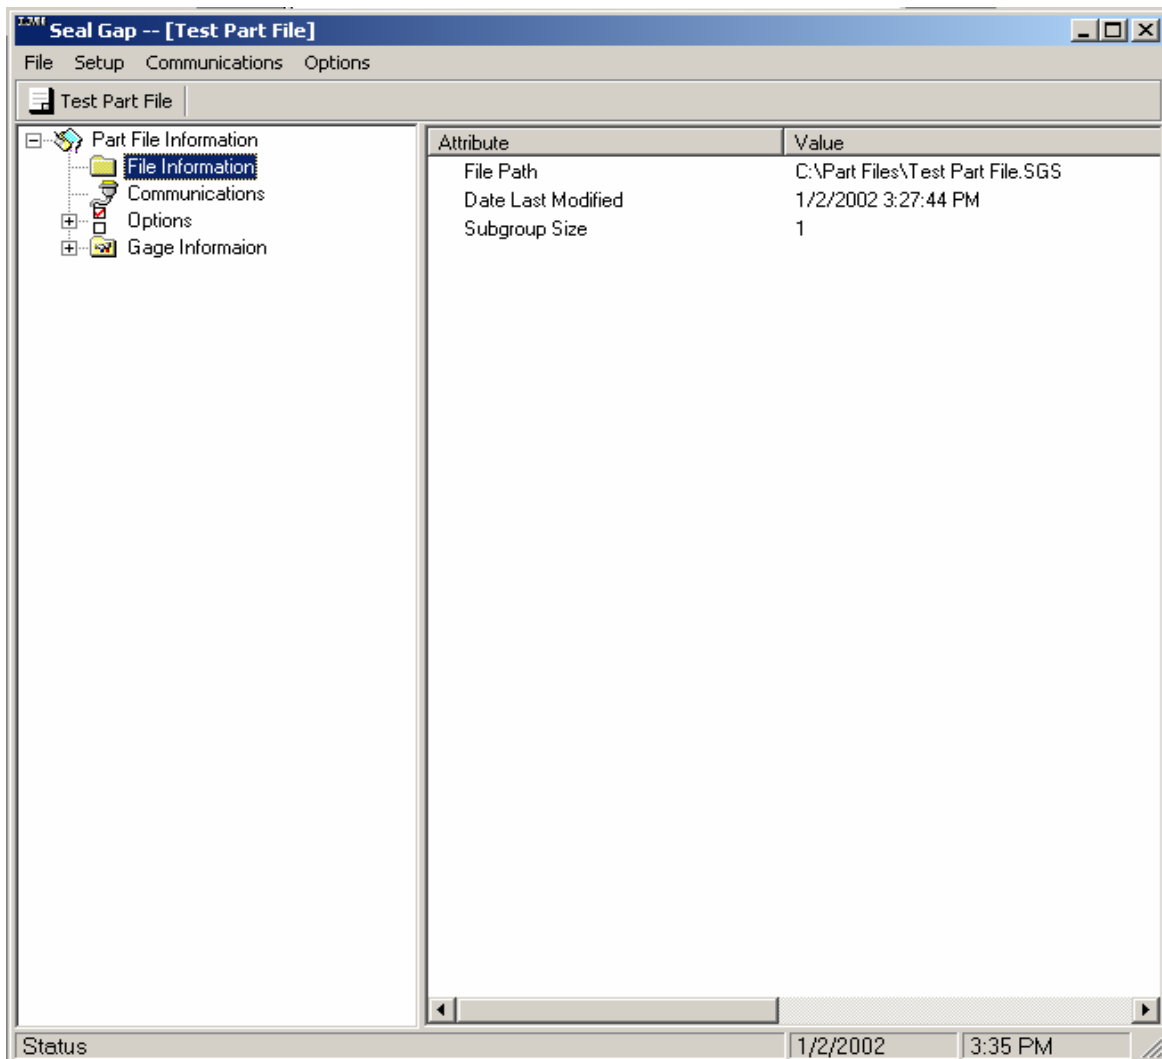 LMI Seal Gap -- [Test Part File]
File Setup Communications Options
Test Part File
Part File Information
File Information
Communications
Options
Gage Informaion
Attribute Value
File Path C:\Part Files\Test Part File.SGS
Date Last Modified 1/2/2002 3:27:44 PM
Subgroup Size 1
Status 1/2/2002 3:35 PM